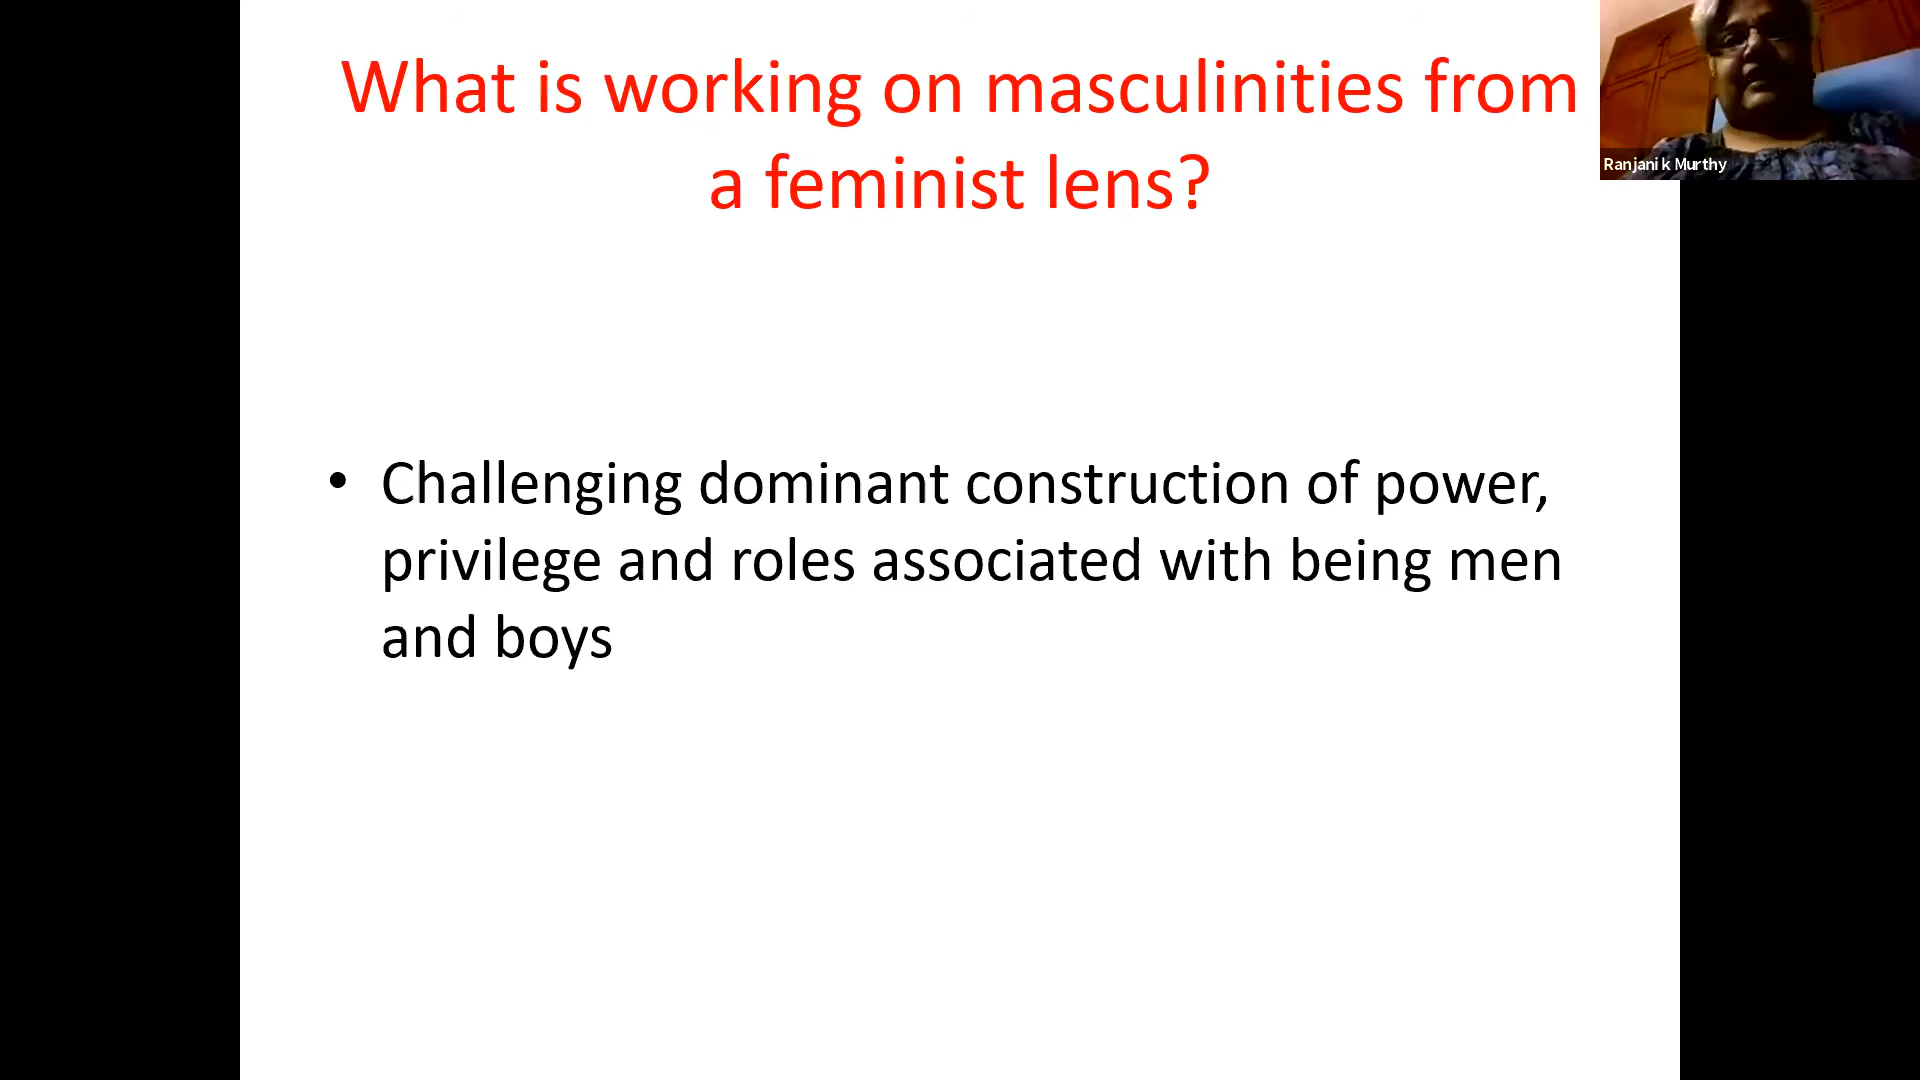 What is working on masculinities from
a feminist lens?
Ranjani k Murthy
• Challenging dominant construction of power,
privilege and roles associated with being men
and boys